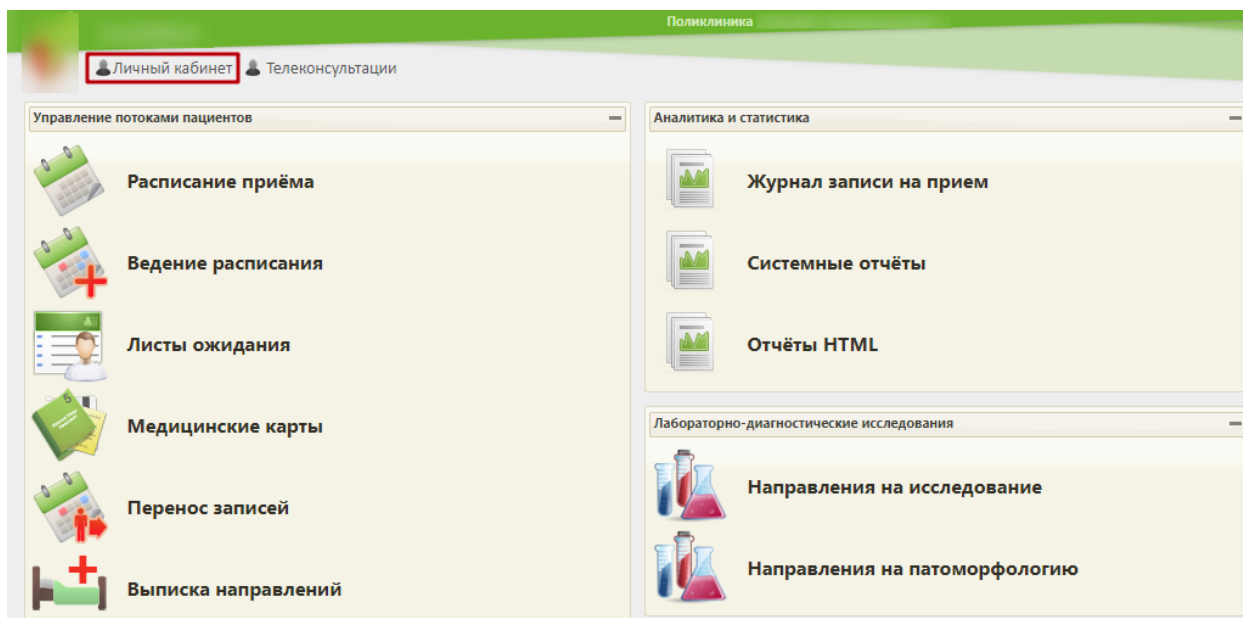 Поликлиника
Личный кабинет Телеконсультации
Управление потоками пациентов
Расписание приёма
Ведение расписания
Листы ожидания
Медицинские карты
Перенос записей
Выписка направлений
Аналитика и статистика
Журнал записи на прием
Системные отчёты
Отчёты HTML
Лабораторно-диагностические исследования
Направления на исследование
Направления на патоморфологию